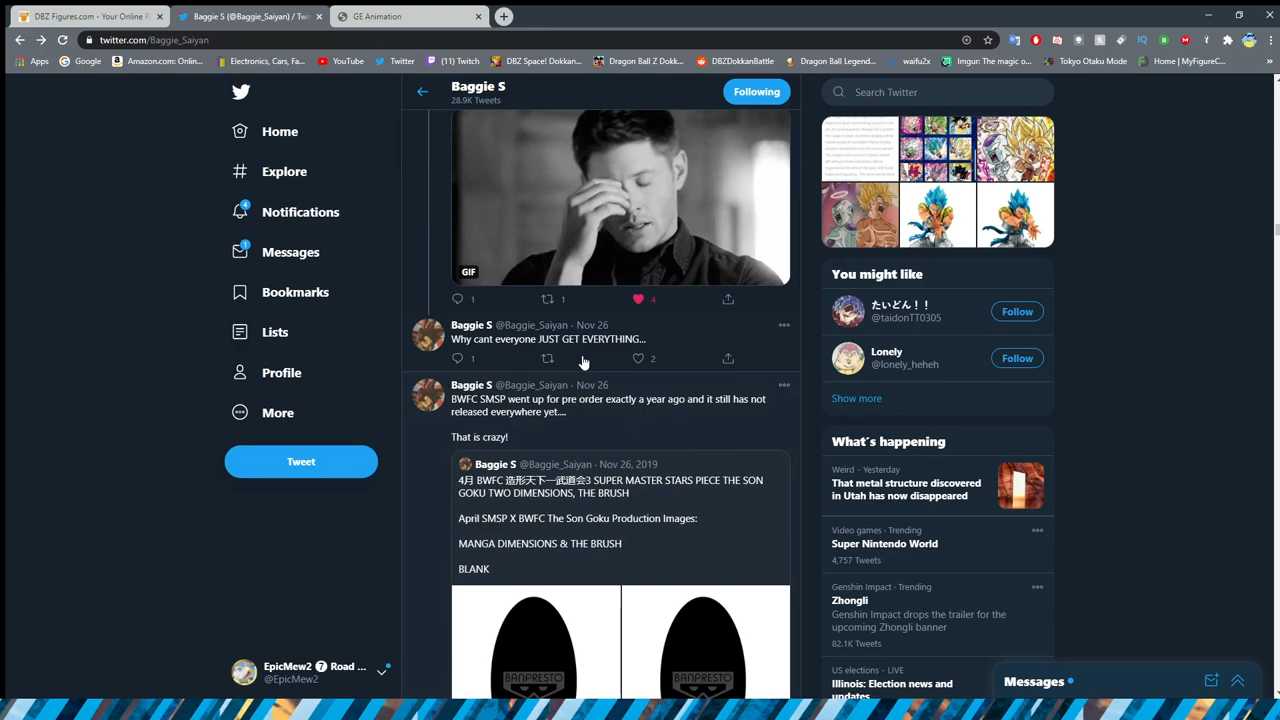 DBZ Figures.com - Your Online R
Baggie S (@Baggie_Saiyan) / Twi
GE Animation
twitter.com/Baggie_Saiyan
Apps
Google
Amazon.com: Onlin...
Electronics, Cars, Fa...
YouTube
Twitter
(11) Twitch
DBZ Space! Dokkan...
Dragon Ball Z Dokk...
DBZDokkanBattle
Dragon Ball Legend...
waifu2x
Imgur: The magic o...
Tokyo Otaku Mode
Home | MyFigureC...
»
Home
Explore
4
Notifications
1
Messages
Bookmarks
Lists
Profile
More
Tweet
EpicMew2 7 Road ...
@EpicMew2
Baggie S
28.9K Tweets
Following
GIF
1
1
4
Baggie S @Baggie_Saiyan · Nov 26
Why cant everyone JUST GET EVERYTHING...
1
2
Baggie S @Baggie_Saiyan · Nov 26
BWFC SMSP went up for pre order exactly a year ago and it still has not
released everywhere yet....
That is crazy!
Baggie S @Baggie_Saiyan · Nov 26, 2019
4月 BWFC 造形天下一武道会3 SUPER MASTER STARS PIECE THE SON
GOKU TWO DIMENSIONS, THE BRUSH
April SMSP X BWFC The Son Goku Production Images:
MANGA DIMENSIONS & THE BRUSH
BLANK
BANPRESTO
BANPRESTO
Search Twitter
You might like
たいどん！！
@taidonTT0305
Follow
Lonely
@lonely_heheh
Follow
Show more
What's happening
Weird · Yesterday
That metal structure discovered
in Utah has now disappeared
Video games · Trending
Super Nintendo World
4,757 Tweets
Genshin Impact · Trending
Zhongli
Genshin Impact drops the trailer for the
upcoming Zhongli banner
82.1K Tweets
US elections · LIVE
Illinois: Election news and
updates
Messages